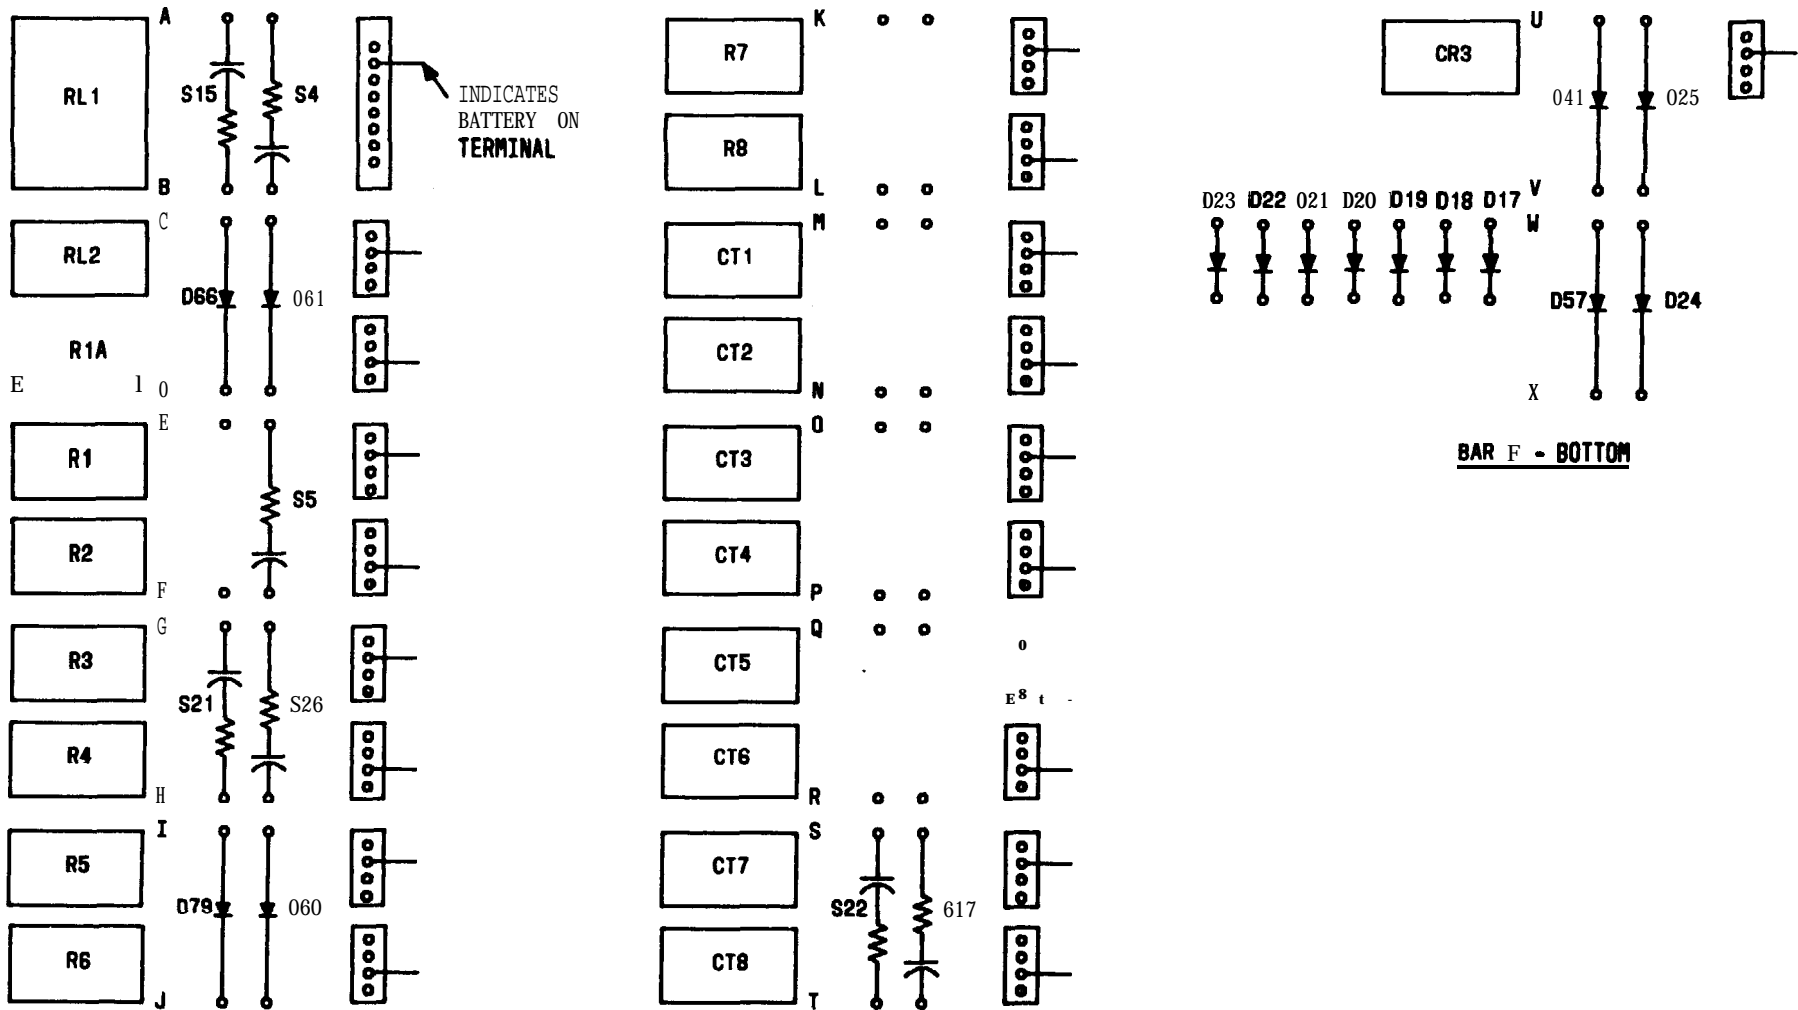 A
RL1
S15
S4
INDICATES
BATTERY ON
TERMINAL
B
C
RL2
D66
061
R1A
E 1 0
E
R1
S5
R2
F
G
R3
S21
S26
R4
H
I
R5
D79
060
R6
J
K
R7
R8
L
M
CT1
CT2
N
O
CT3
CT4
P
Q
CT5
0
E8 t -
CT6
R
S
CT7
S22
617
CT8
T
U
CR3
041
025
V
D23 D22 021 D20 D19 D18 D17
W
D57
D24
X
BAR F - BOTTOM